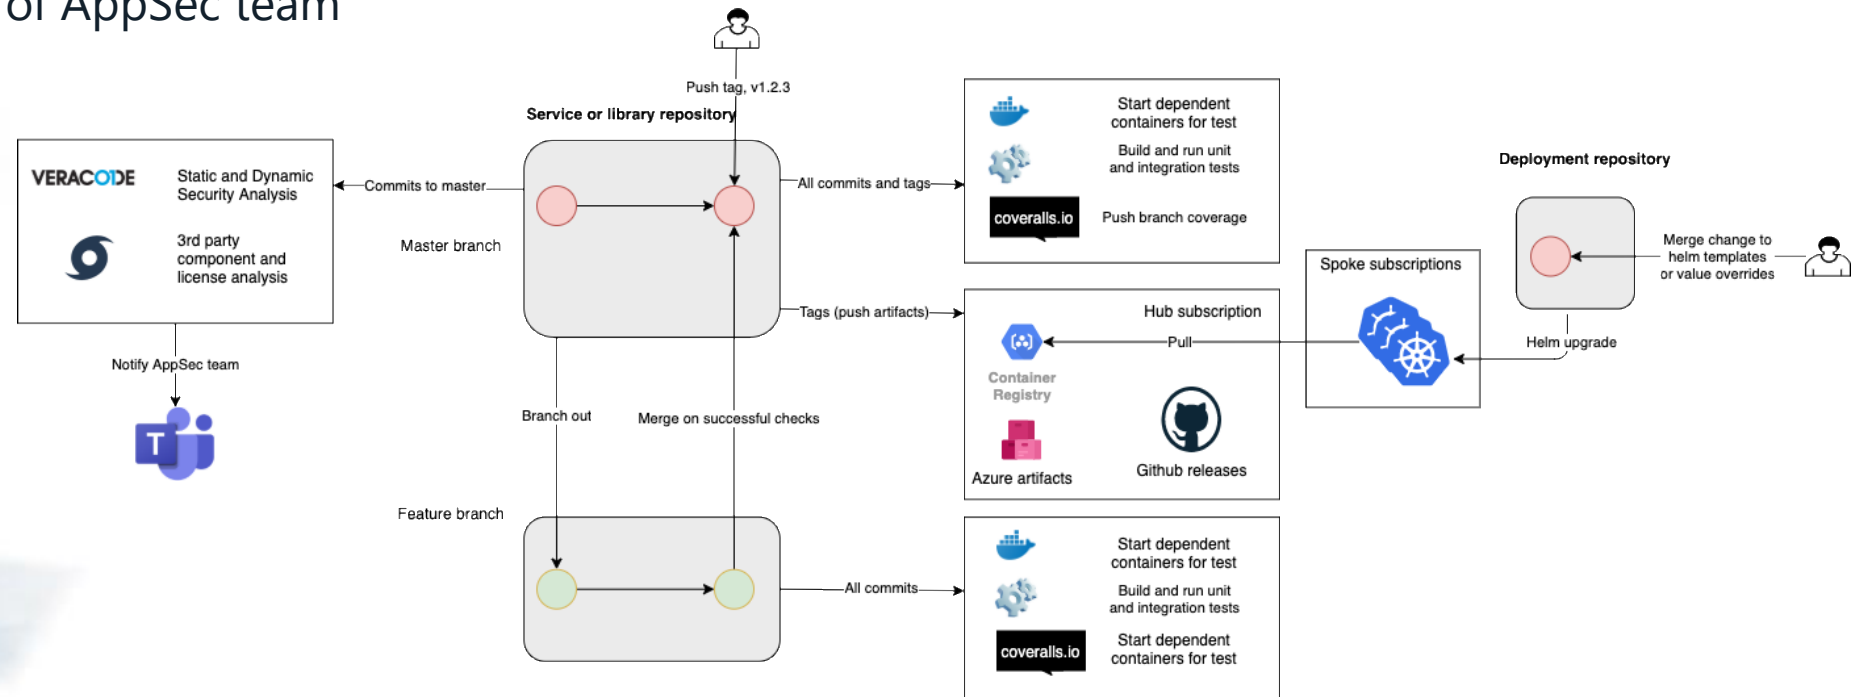 of AppSec team
Push tag, v1.2.3
Service or library repository
VERACODE
Static and Dynamic
Security Analysis
3rd party
component and
license analysis
Commits to master
Master branch
Notify AppSec team
T
All commits and tags
Start dependent
containers for test
Build and run unit
and integration tests
coveralls.io
Push branch coverage
Tags (push artifacts)
Hub subscription
Pull
Container
Registry
Azure artifacts
Github releases
Spoke subscriptions
Deployment repository
Merge change to
helm templates
or value overrides
Helm upgrade
Branch out
Merge on successful checks
Feature branch
All commits
Start dependent
containers for test
Build and run unit
and integration tests
coveralls.io
Start dependent
containers for test